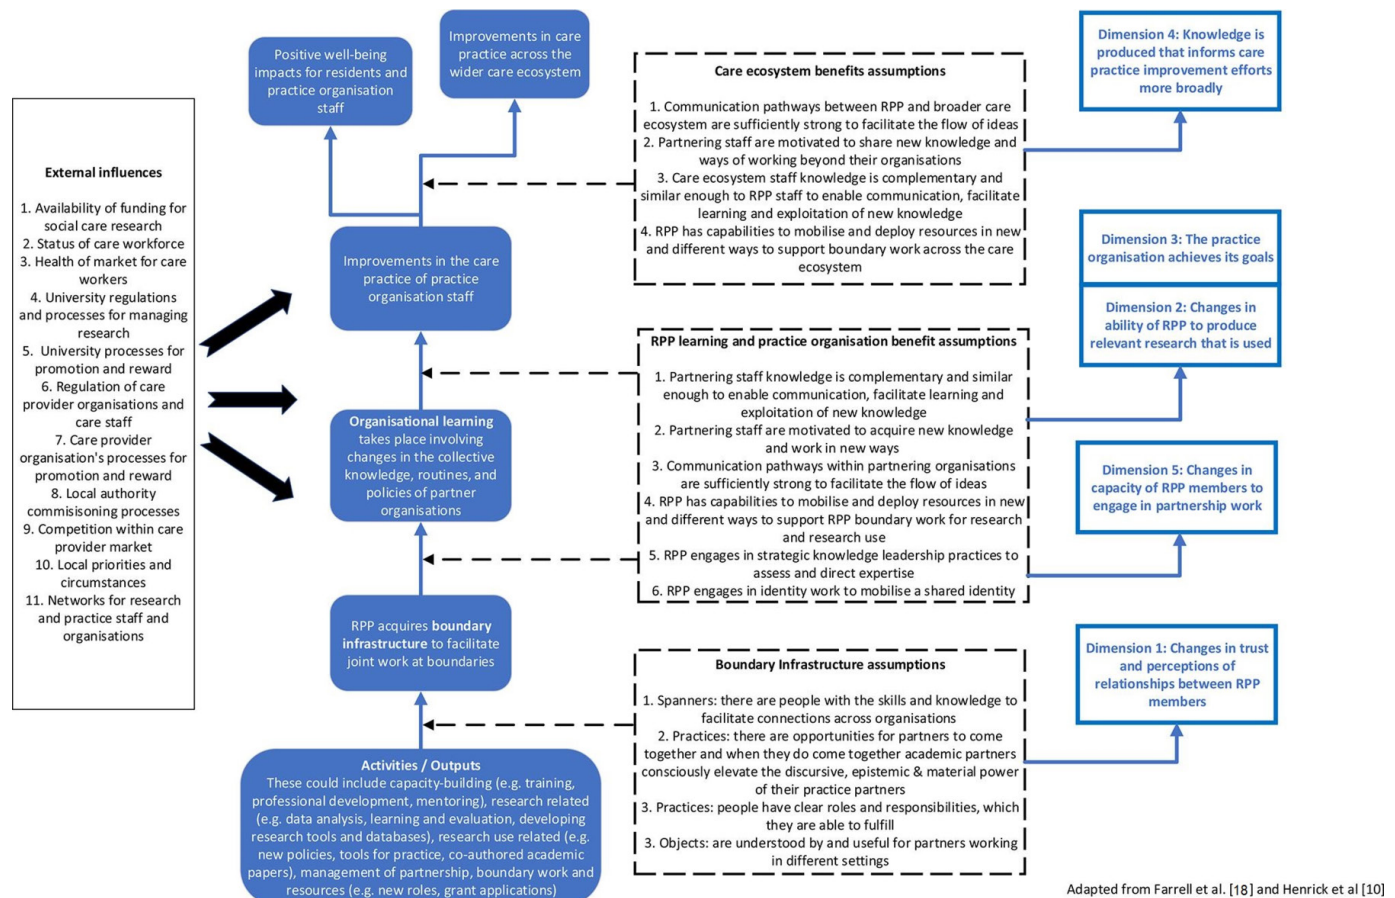 External influences
1. Availability of funding for
social care research
2. Status of care workforce
3. Health of market for care
workers
4. University regulations
and processes for managing
research
5.  University processes for
promotion and reward
6. Regulation of care
provider organisations and
care staff
7. Care provider
organisation's processes for
promotion and reward
8. Local authority
commisioning processes
9. Competition within care
provider market
10. Local priorities and
circumstances
11. Networks for research
and practice staff and
organisations
Positive well-being
impacts for residents and
practice organisation
staff
Improvements in care
practice across the
wider care ecosystem
Improvements in the care
practice of practice
organisation staff
Organisational learning
takes place involving
changes in the collective
knowledge, routines, and
policies of partner
organisations
RPP acquires boundary
infrastructure to facilitate
joint work at boundaries
Activities / Outputs
These could include capacity-building (e.g. training,
professional development, mentoring), research related
(e.g. data analysis, learning and evaluation, developing
research tools and databases), research use related (e.g.
new policies, tools for practice, co-authored academic
papers), management of partnership, boundary work and
resources (e.g. new roles, grant applications)
Care ecosystem benefits assumptions
1. Communication pathways between RPP and broader care
ecosystem are sufficiently strong to facilitate the flow of ideas
2. Partnering staff are motivated to share new knowledge and
ways of working beyond their organisations
3. Care ecosystem staff knowledge is complementary and
similar enough to RPP staff to enable communication, facilitate
learning and exploitation of new knowledge
4. RPP has capabilities to mobilise and deploy resources in new
and different ways to support boundary work across the care
ecosystem
RPP learning and practice organisation benefit assumptions
1. Partnering staff knowledge is complementary and similar
enough to enable communication, facilitate learning and
exploitation of new knowledge
2. Partnering staff are motivated to acquire new knowledge
and work in new ways
3. Communication pathways within partnering organisations
are sufficiently strong to facilitate the flow of ideas
4. RPP has capabilities to mobilise and deploy resources in new
and different ways to support RPP boundary work for research
and research use
5. RPP engages in strategic knowledge leadership practices to
assess and direct expertise
6. RPP engages in identity work to mobilise a shared identity
Boundary Infrastructure assumptions
1. Spanners: there are people with the skills and knowledge to
facilitate connections across organisations
2. Practices: there are opportunities for partners to come
together and when they do come together academic partners
consciously elevate the discursive, epistemic & material power
of their practice partners
3. Practices: people have clear roles and responsibilities, which
they are able to fulfill
3. Objects: are understood by and useful for partners working
in different settings
Dimension 4: Knowledge is
produced that informs care
practice improvement efforts
more broadly
Dimension 3: The practice
organisation achieves its goals
Dimension 2: Changes in
ability of RPP to produce
relevant research that is used
Dimension 5: Changes in
capacity of RPP members to
engage in partnership work
Dimension 1: Changes in trust
and perceptions of
relationships between RPP
members
Adapted from Farrell et al. [18] and Henrick et al [10]